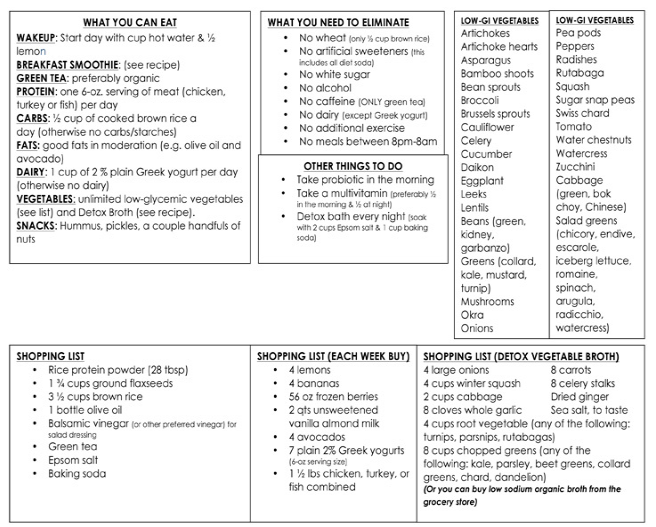 WHAT YOU CAN EAT
WAKEUP: Start day with cup hot water & ½
lemon
BREAKFAST SMOOTHIE: (see recipe)
GREEN TEA: preferably organic
PROTEIN: one 6-oz. serving of meat (chicken,
turkey or fish) per day
CARBS: ½ cup of cooked brown rice a
day (otherwise no carbs/starches)
FATS: good fats in moderation (e.g. olive oil and
avocado)
DAIRY: 1 cup of 2 % plain Greek yogurt per day
(otherwise no dairy)
VEGETABLES: unlimited low-glycemic vegetables
(see list) and Detox Broth (see recipe).
SNACKS: Hummus, pickles, a couple handfuls of
nuts
WHAT YOU NEED TO ELIMINATE
• No wheat (only ½ cup brown rice)
• No artificial sweeteners (this
includes all diet soda)
• No white sugar
• No alcohol
• No caffeine (ONLY green tea)
• No dairy (except Greek yogurt)
• No additional exercise
• No meals between 8pm-8am
OTHER THINGS TO DO
• Take probiotic in the morning
• Take a multivitamin (preferably ½
in the morning & ½ at night)
• Detox bath every night (soak
with 2 cups Epsom salt & 1 cup baking
soda)
LOW-GI VEGETABLES
Artichokes
Artichoke hearts
Asparagus
Bamboo shoots
Bean sprouts
Broccoli
Brussels sprouts
Cauliflower
Celery
Cucumber
Daikon
Eggplant
Leeks
Lentils
Beans (green,
kidney,
garbanzo)
Greens (collard,
kale, mustard,
turnip)
Mushrooms
Okra
Onions
LOW-GI VEGETABLES
Pea pods
Peppers
Radishes
Rutabaga
Squash
Sugar snap peas
Swiss chard
Tomato
Water chestnuts
Watercress
Zucchini
Cabbage
(green, bok
choy, Chinese)
Salad greens
(chicory, endive,
escarole,
iceberg lettuce.
romaine,
spinach,
arugula,
radicchio,
watercress)
SHOPPING LIST
• Rice protein powder (28 tbsp)
• 1 ¾ cups ground flaxseeds
• 3 ½ cups brown rice
• 1 bottle olive oil
• Balsamic vinegar (or other preferred vinegar) for
salad dressing
• Green tea
• Epsom salt
• Baking soda
SHOPPING LIST (EACH WEEK BUY)
• 4 lemons
• 4 bananas
• 56 oz frozen berries
• 2 qts unsweetened
vanilla almond milk
• 4 avocados
• 7 plain 2% Greek yogurts
(6-oz serving size)
• 1 ½ lbs chicken, turkey, or
fish combined
SHOPPING LIST (DETOX VEGETABLE BROTH)
4 large onions 8 carrots
4 cups winter squash 8 celery stalks
2 cups cabbage Dried ginger
8 cloves whole garlic Sea salt, to taste
4 cups root vegetable (any of the following:
turnips, parsnips, rutabagas)
8 cups chopped greens (any of the
following: kale, parsley, beet greens, collard
greens, chard, dandelion)
(Or you can buy low sodium organic broth from the
grocery store)